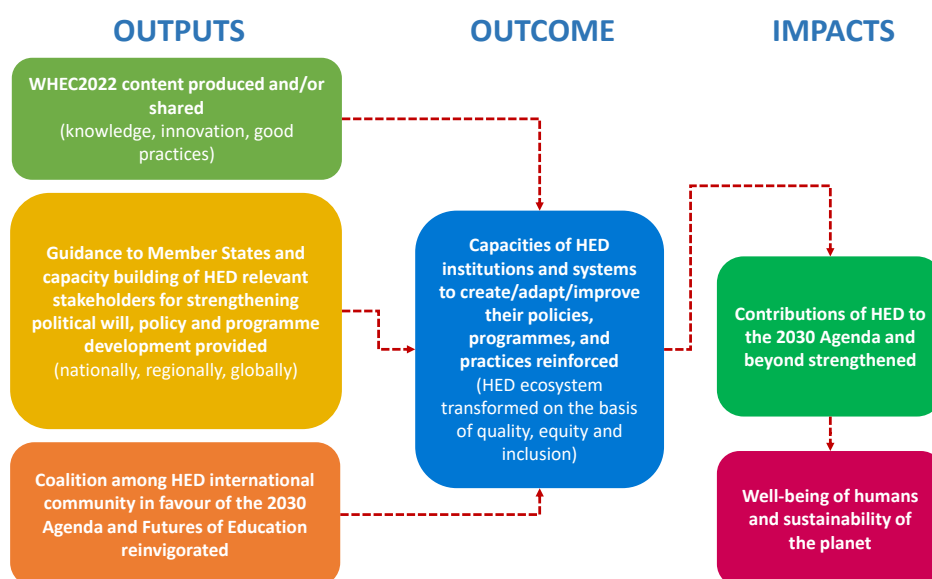 OUTPUTS
OUTCOME
IMPACTS
WHEC2022 content produced and/or
shared
(knowledge, innovation, good
practices)
Guidance to Member States and
capacity building of HED relevant
stakeholders for strengthening
political will, policy and programme
development provided
(nationally, regionally, globally)
Coalition among HED international
community in favour of the 2030
Agenda and Futures of Education
reinvigorated
Capacities of HED
institutions and systems
to create/adapt/improve
their policies,
programmes, and
practices reinforced
(HED ecosystem
transformed on the basis
of quality, equity and
inclusion)
Contributions of HED to
the 2030 Agenda and
beyond strengthened
Well-being of humans
and sustainability of
the planet